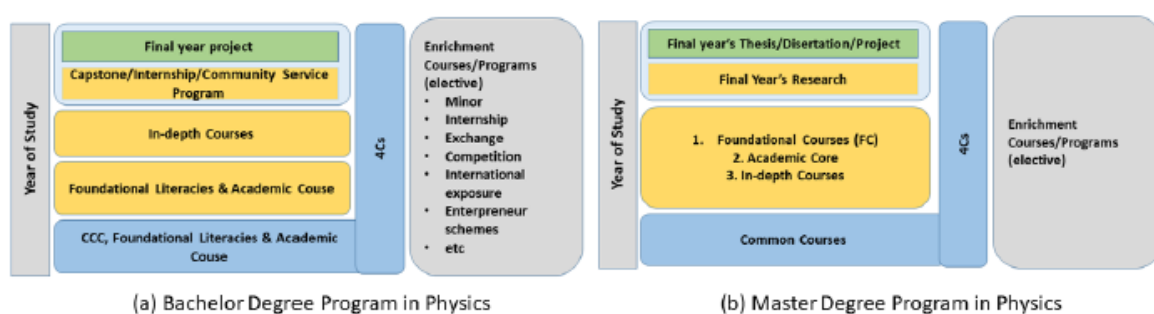 Year of Study
Final year project
Capstone/Internship/Community Service
Program
In-depth Courses
Foundational Literacies & Academic Couse
CCC, Foundational Literacies & Academic
Couse
4Cs
Enrichment
Courses/Programs
(elective)
• Minor
• Internship
• Exchange
• Competition
• International
exposure
• Enterpreneur
schemes
• etc
(a) Bachelor Degree Program in Physics
Year of Study
Final year's Thesis/Disertation/Project
Final Year's Research
1. Foundational Courses (FC)
2. Academic Core
3. In-depth Courses
Common Courses
4Cs
Enrichment
Courses/Programs
(elective)
(b) Master Degree Program in Physics